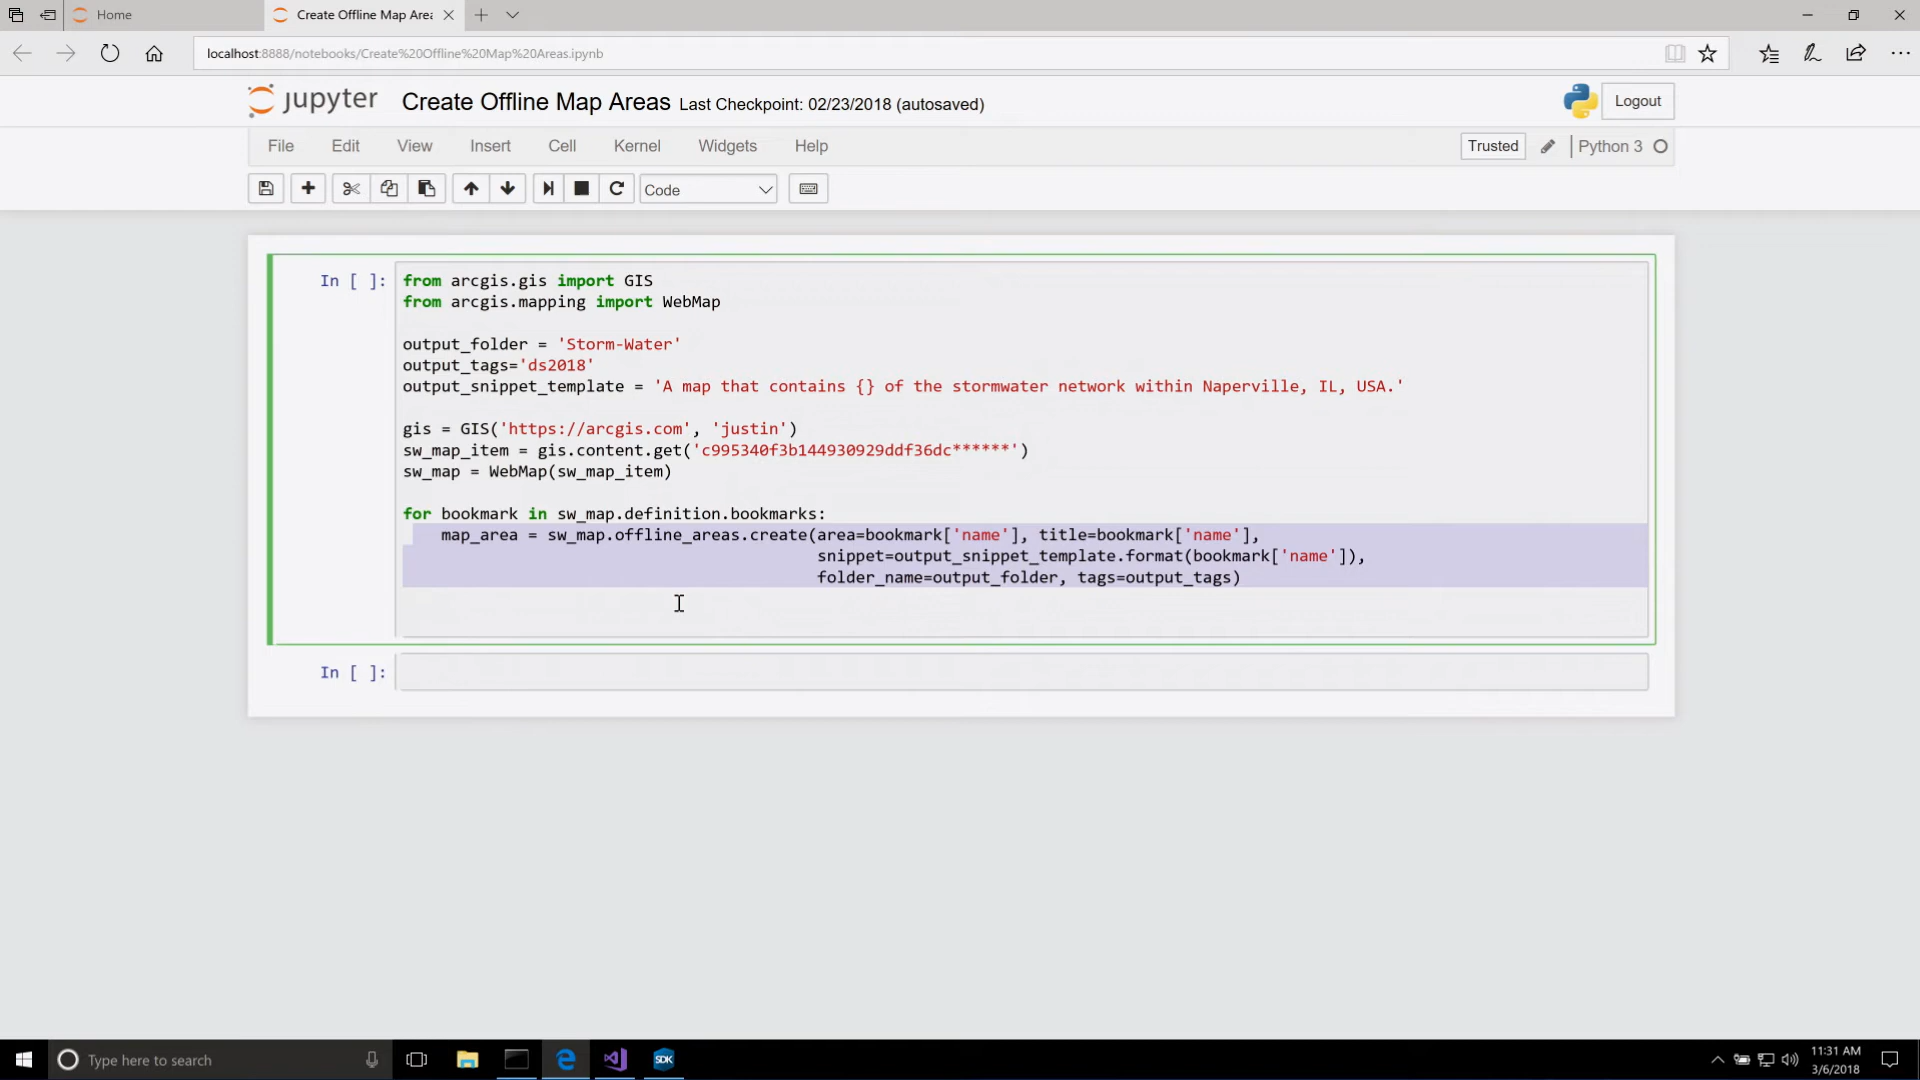 Home
Create Offline Map Area
localhost:8888/notebooks/Create%20Offline%20Map%20Areas.ipynb
jupyter
Create Offline Map Areas Last Checkpoint: 02/23/2018 (autosaved)
Logout
File Edit View Insert Cell Kernel Widgets Help
Trusted
Python 3
Code
In [ ]:
from arcgis.gis import GIS
from arcgis.mapping import WebMap
output_folder = 'Storm-Water'
output_tags='ds2018'
output_snippet_template = 'A map that contains {} of the stormwater network within Naperville, IL, USA.'
gis = GIS('https://arcgis.com', 'justin')
sw_map_item = gis.content.get('c995340f3b144930929ddf36dc******')
sw_map = WebMap(sw_map_item)
for bookmark in sw_map.definition.bookmarks:
map_area = sw_map.offline_areas.create(area=bookmark['name'], title=bookmark['name'],
snippet=output_snippet_template.format(bookmark['name']),
folder_name=output_folder, tags=output_tags)
In [ ]:
Type here to search
SDK
11:31 AM
3/6/2018